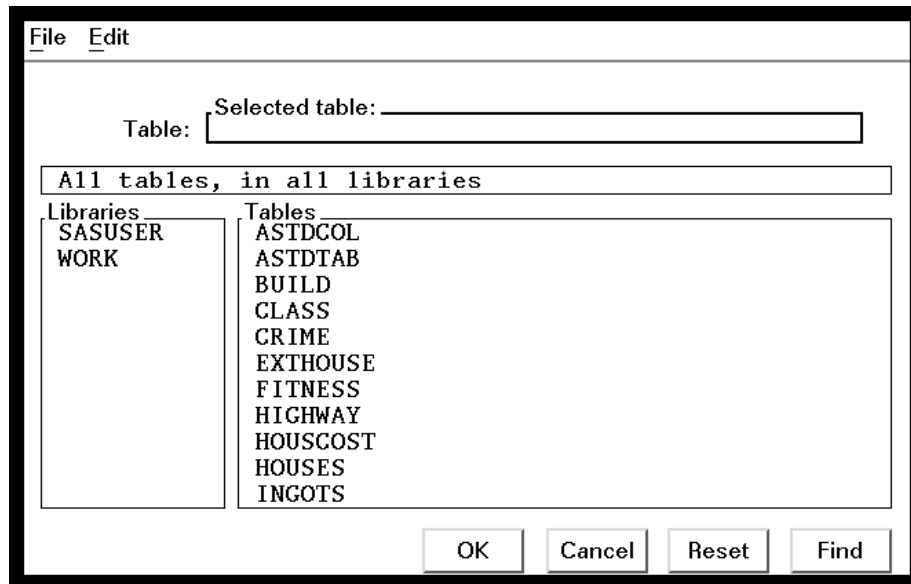 File Edit
Selected table:
Table:
All tables, in all libraries
Libraries
SASUSER
WORK
Tables
ASTDCOL
ASTDTAB
BUILD
CLASS
CRIME
EXTHOUSE
FITNESS
HIGHWAY
HOUSCOST
HOUSES
INGOTS
OK Cancel Reset Find